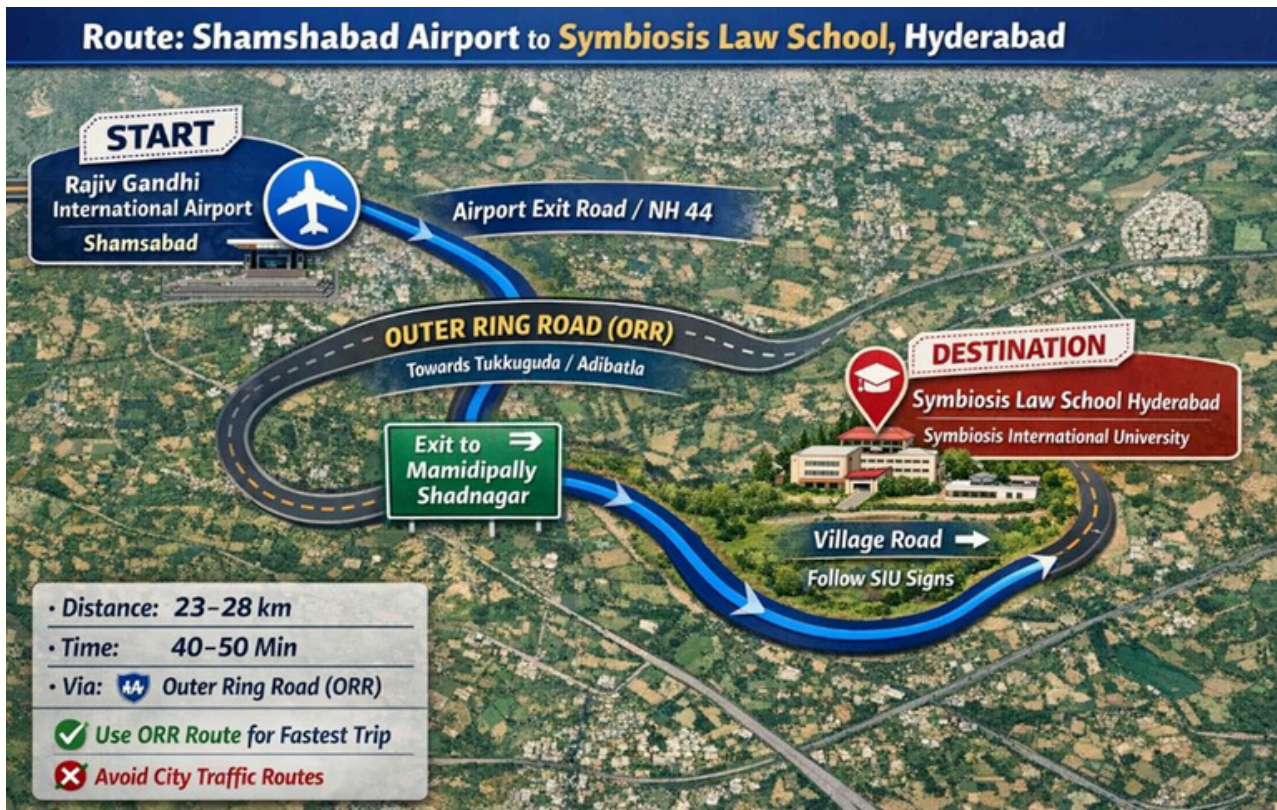 Route: Shamshabad Airport to Symbiosis Law School, Hyderabad
START
Rajiv Gandhi
International Airport
Shamsabad
Airport Exit Road / NH 44
OUTER RING ROAD (ORR)
Towards Tukkuguda / Adibatla
Exit to
Mamidipally
Shadnagar
DESTINATION
Symbiosis Law School Hyderabad
Symbiosis International University
Village Road
Follow SIU Signs
• Distance: 23–28 km
• Time: 40–50 Min
• Via: Outer Ring Road (ORR)
Use ORR Route for Fastest Trip
Avoid City Traffic Routes